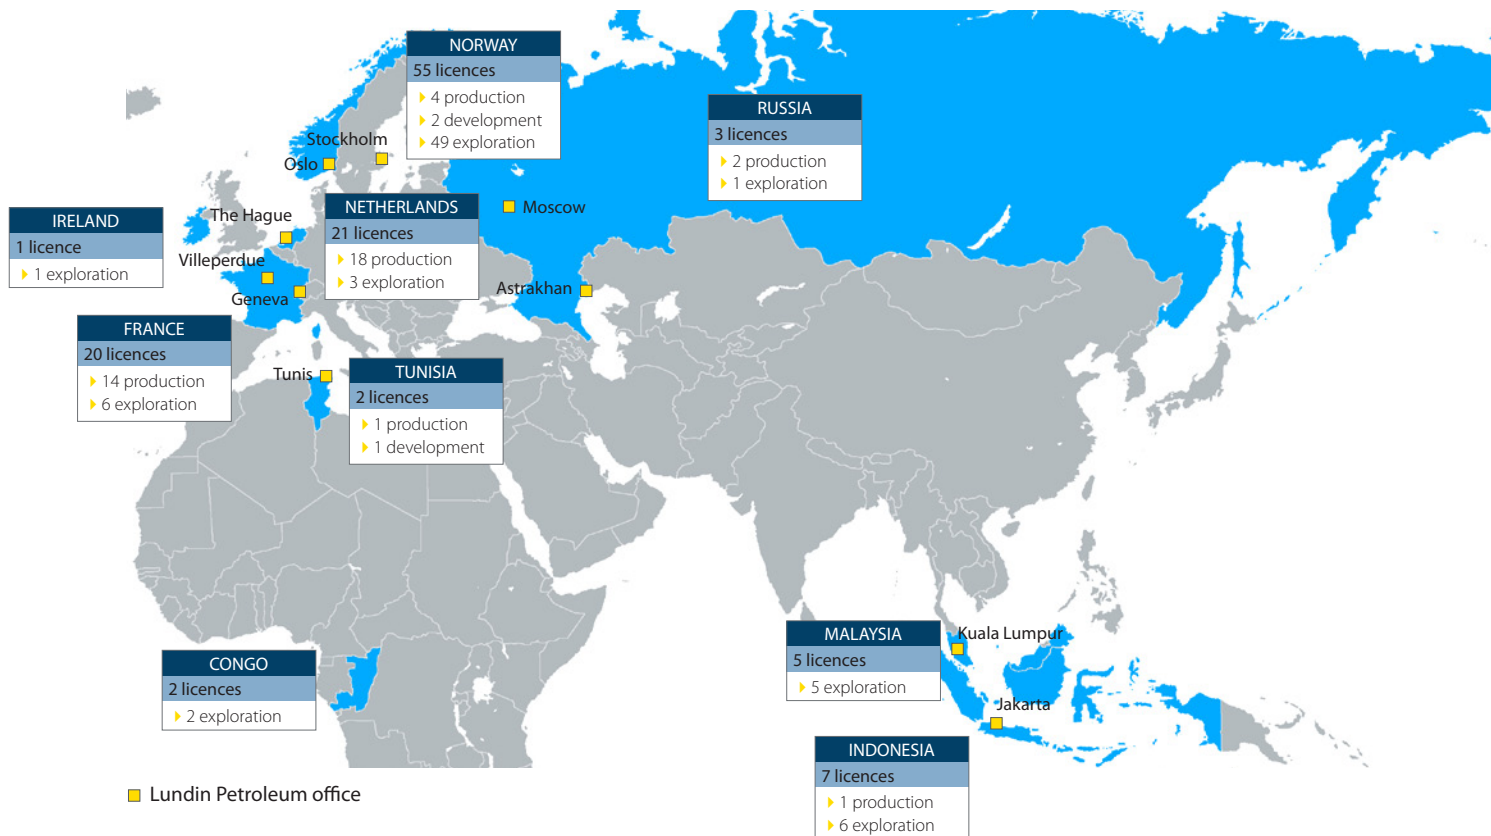 NORWAY
55 licences
4 production
2 development
49 exploration
RUSSIA
3 licences
2 production
1 exploration
Stockholm
Oslo
IRELAND
1 licence
1 exploration
The Hague
NETHERLANDS
21 licences
18 production
3 exploration
Moscow
Villeperdue
Geneva
Astrakhan
FRANCE
20 licences
14 production
6 exploration
Tunis
TUNISIA
2 licences
1 production
1 development
CONGO
2 licences
2 exploration
MALAYSIA
5 licences
5 exploration
Kuala Lumpur
Jakarta
INDONESIA
7 licences
1 production
6 exploration
Lundin Petroleum office